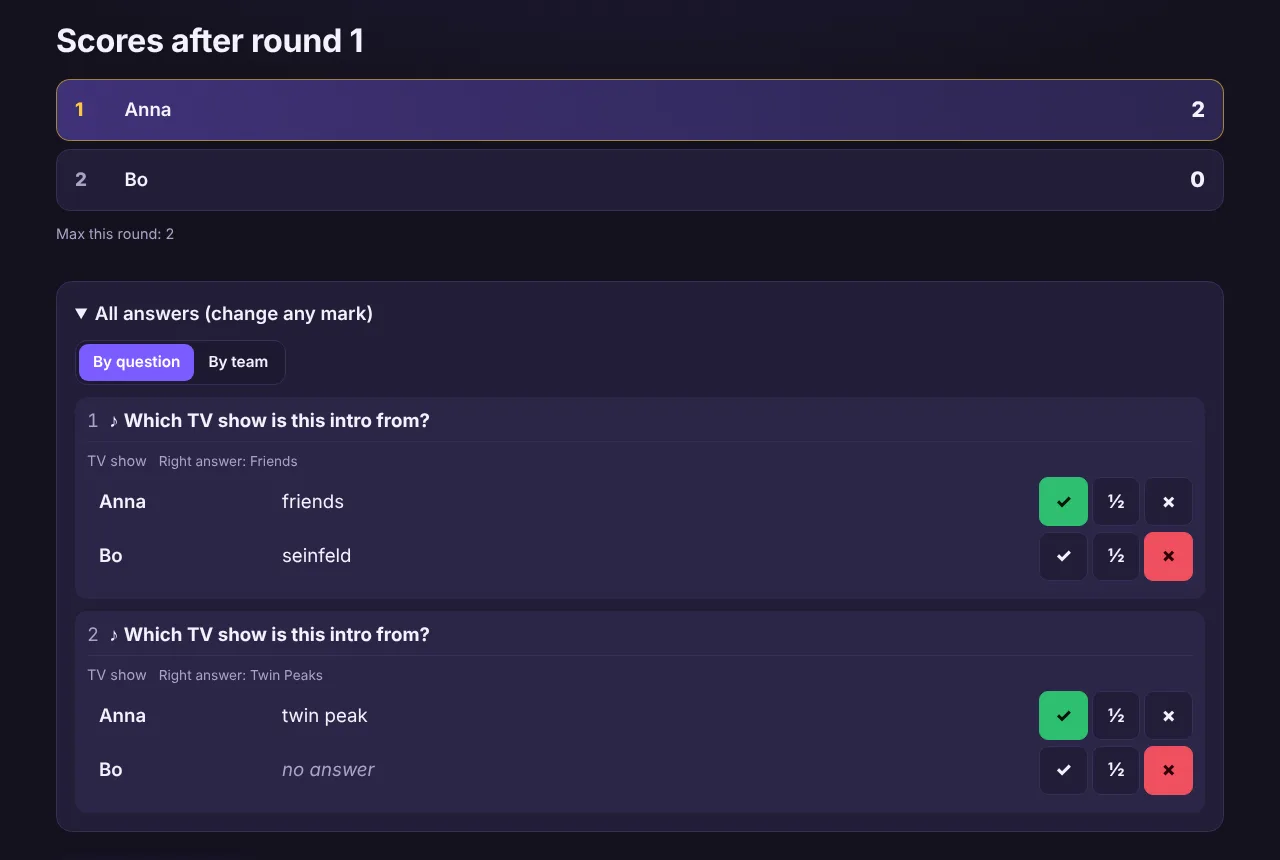 Scores after round 1
1 Anna 2
2 Bo 0
Max this round: 2
▼ All answers (change any mark)
By question By team
1 ♪ Which TV show is this intro from?
TV show Right answer: Friends
Anna friends ✓ ½ ×
Bo seinfeld ✓ ½ ×
2 ♪ Which TV show is this intro from?
TV show Right answer: Twin Peaks
Anna twin peak ✓ ½ ×
Bo no answer ✓ ½ ×